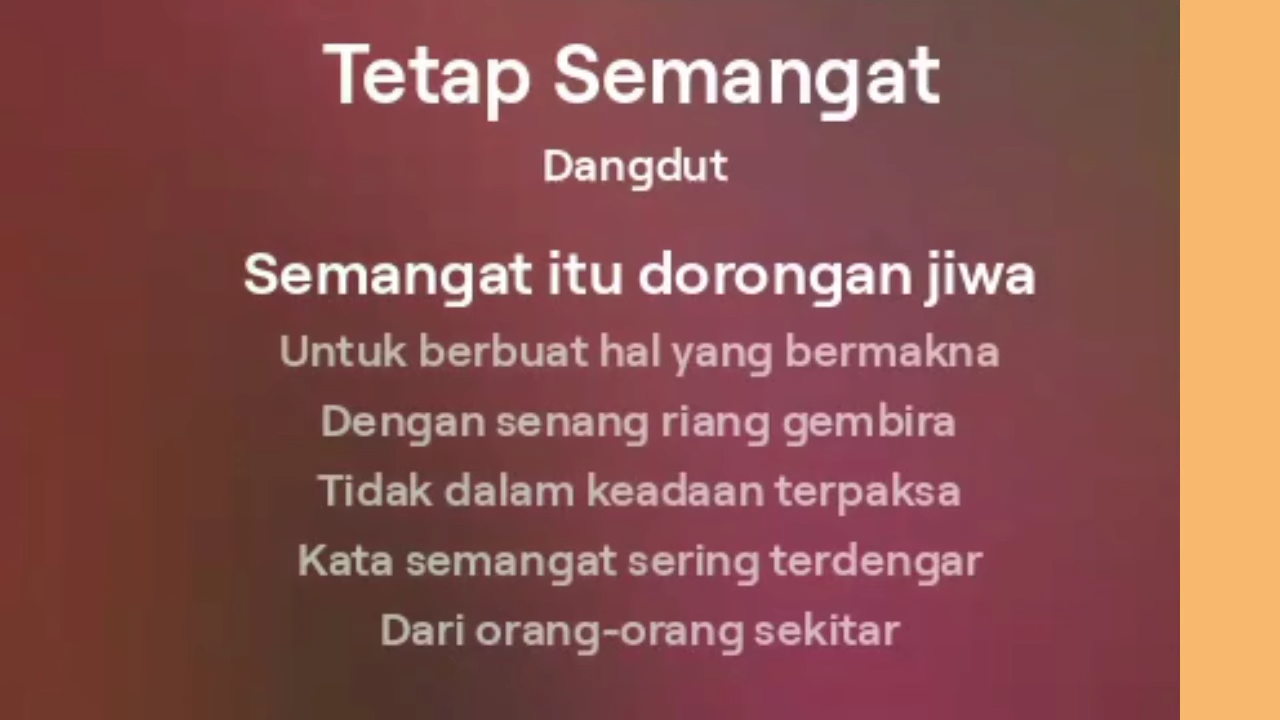 Tetap Semangat
Dangdut
Semangat itu dorongan jiwa
Untuk berbuat hal yang bermakna
Dengan senang riang gembira
Tidak dalam keadaan terpaksa
Kata semangat sering terdengar
Dari orang-orang sekitar